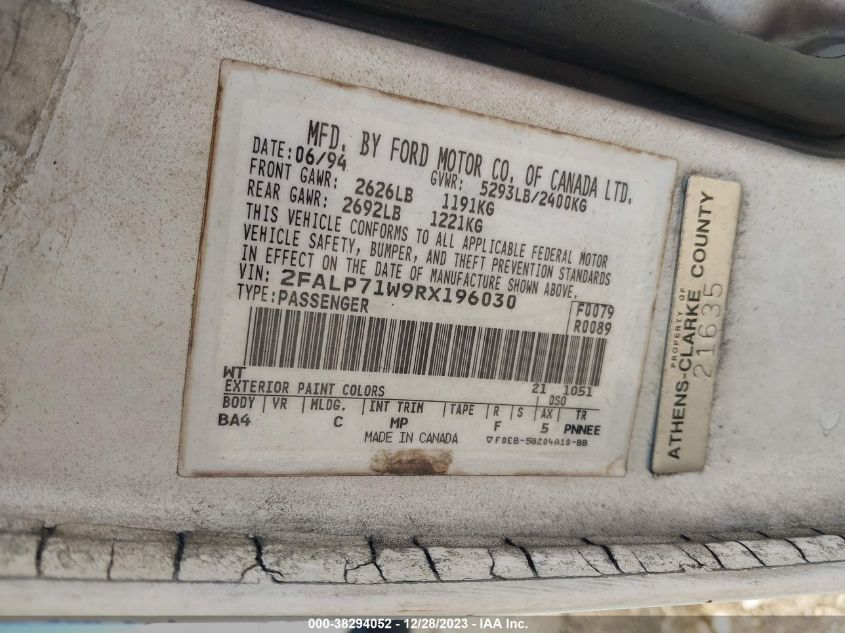 MFD. BY FORD MOTOR CO. OF CANADA LTD.
DATE: 06/94 GVWR: 5293LB/2400KG
FRONT GAWR: 2626LB 1191KG
REAR GAWR: 2692LB 1221KG
THIS VEHICLE CONFORMS TO ALL APPLICABLE FEDERAL MOTOR
VEHICLE SAFETY, BUMPER, AND THEFT PREVENTION STANDARDS
IN EFFECT ON THE DATE OF MANUFACTURE SHOWN ABOVE.
VIN: 2FALP71W9RX196030
TYPE: PASSENGER
F0079
R0089
WT 21 1051
EXTERIOR PAINT COLORS DSO
BODY VR MLDG. INT TRIM TAPE R S AX TR
BA4 C MP F 5 PNNEE
MADE IN CANADA ▽F0EB-58204A10-BB
PROPERTY OF
ATHENS-CLARKE COUNTY
21635
000-38294052 - 12/28/2023 - IAA Inc.